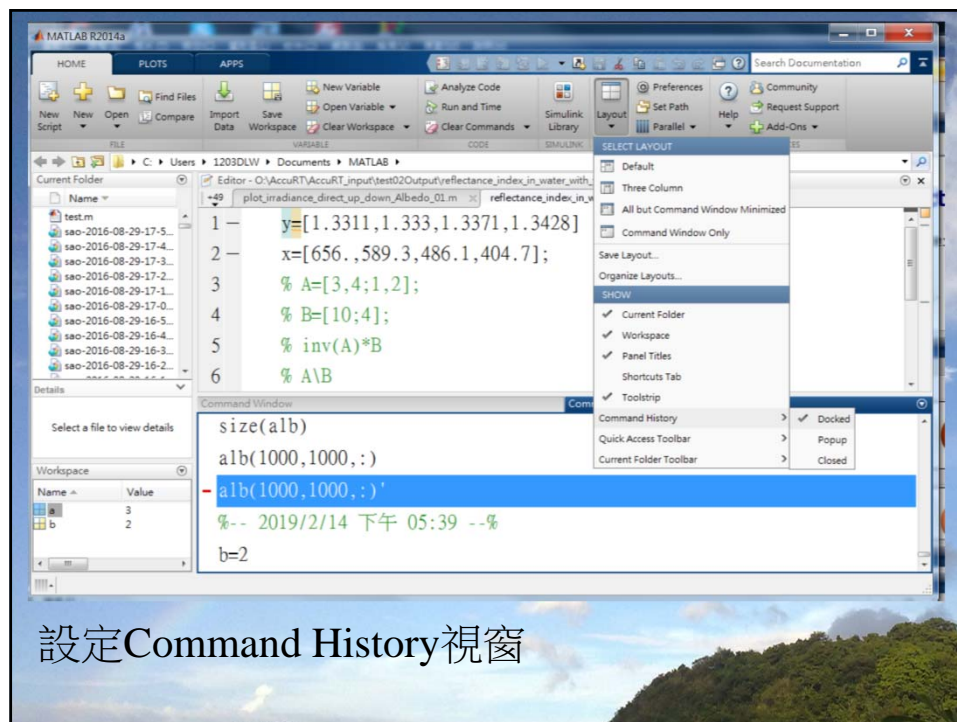 MATLAB R2014a
HOME PLOTS APPS Search Documentation
New Script
New
Open
Find Files
Compare
FILE
Import Data
Save Workspace
New Variable
Open Variable
Clear Workspace
VARIABLE
Analyze Code
Run and Time
Clear Commands
CODE
Simulink Library
SIMULINK
Layout
Preferences
Set Path
Parallel
Help
Community
Request Support
Add-Ons
C: Users 1203DLW Documents MATLAB
Current Folder
Name
test.m
sao-2016-08-29-17-5...
sao-2016-08-29-17-4...
sao-2016-08-29-17-3...
sao-2016-08-29-17-2...
sao-2016-08-29-17-1...
sao-2016-08-29-17-0...
sao-2016-08-29-16-5...
sao-2016-08-29-16-4...
sao-2016-08-29-16-3...
sao-2016-08-29-16-2...
Details
Select a file to view details
Workspace
Name Value
a 3
b 2
Editor - O:\AccuRT\AccuRT_input\test02Output\reflectance_index_in_water_with_
+49 plot_irradiance_direct_up_down_Albedo_01.m reflectance_index_in_w
1 y=[1.3311,1.333,1.3371,1.3428]
2 x=[656.,589.3,486.1,404.7];
3 % A=[3,4;1,2];
4 % B=[10;4];
5 % inv(A)*B
6 % A\B
Command Window
size(alb)
alb(1000,1000,:)
alb(1000,1000,:)'
%-- 2019/2/14 下午 05:39 --%
b=2
SELECT LAYOUT
Default
Three Column
All but Command Window Minimized
Command Window Only
Save Layout...
Organize Layouts...
SHOW
Current Folder
Workspace
Panel Titles
Shortcuts Tab
Toolstrip
Command History
Quick Access Toolbar
Current Folder Toolbar
Docked
Popup
Closed
設定Command History視窗